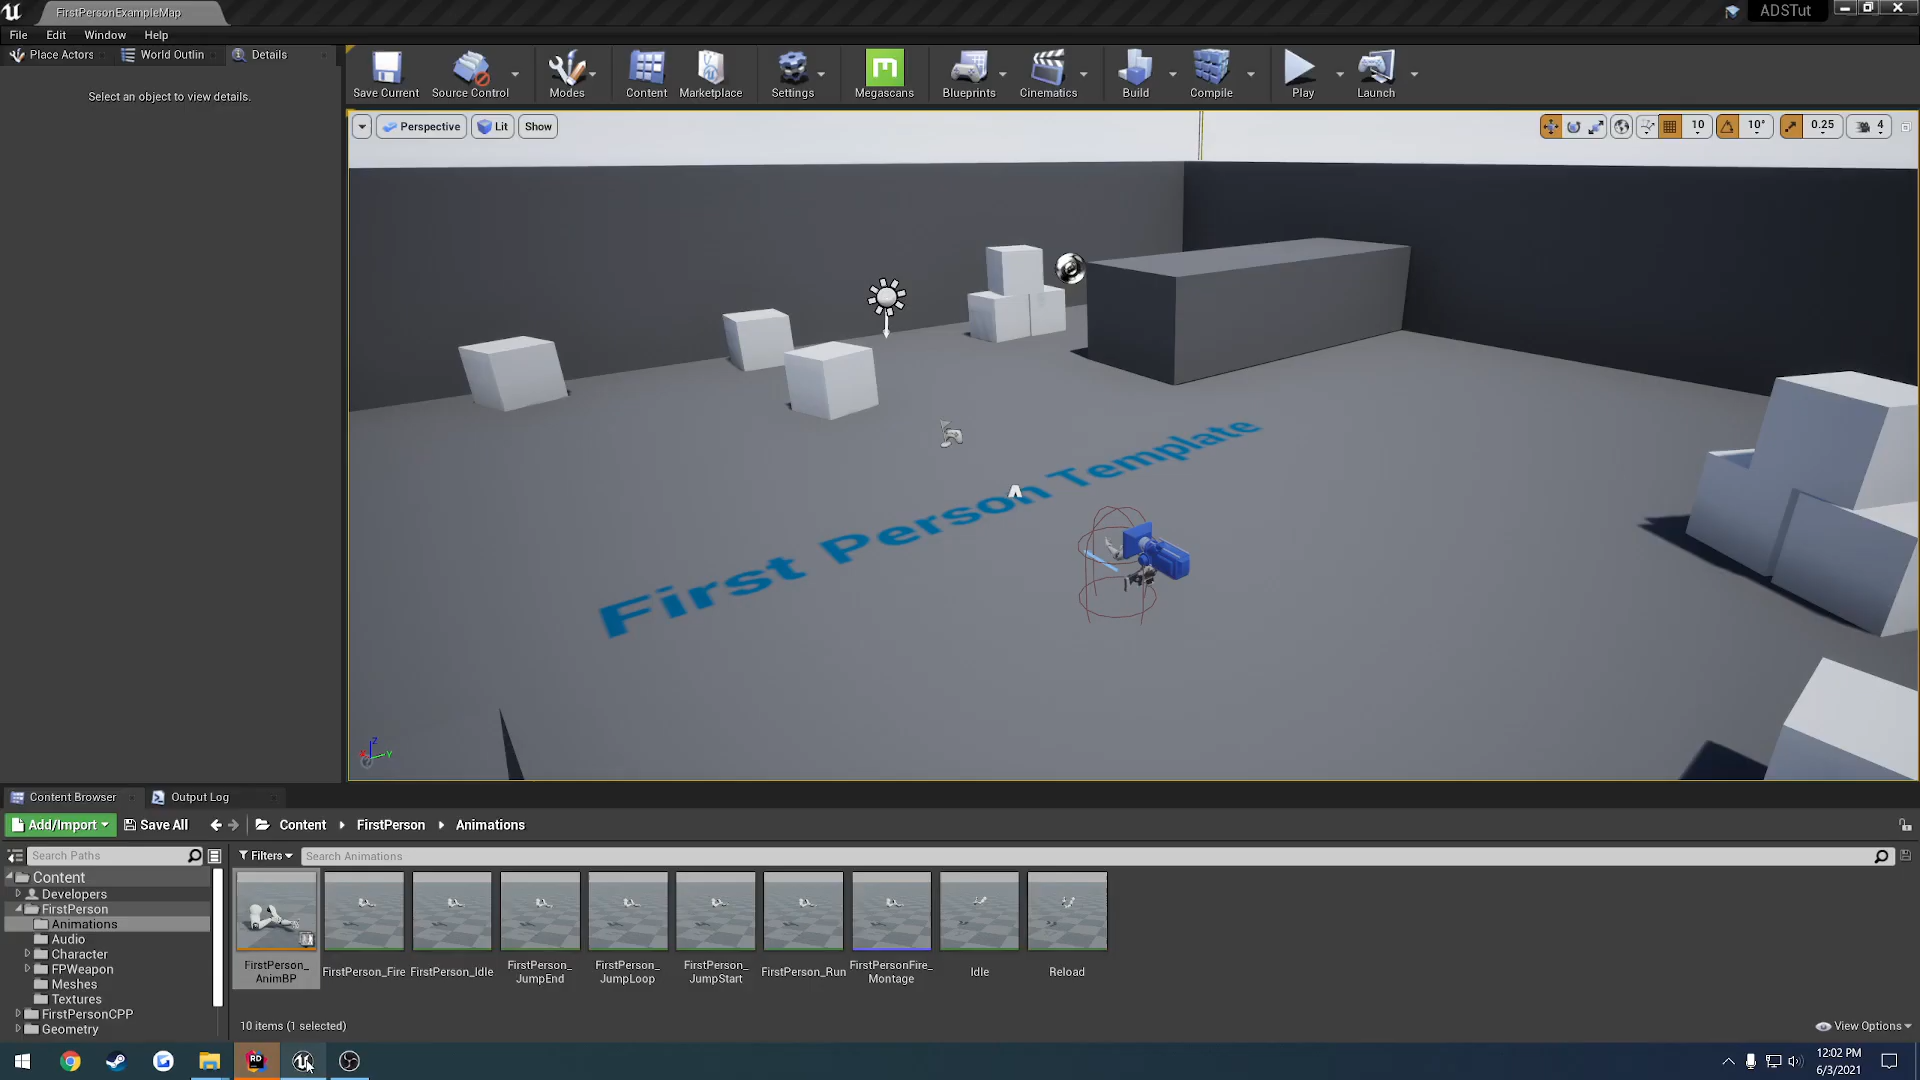 FirstPersonExampleMap
ADSTut
File Edit Window Help
Place Actors World Outlin Details
Select an object to view details.
Save Current Source Control Modes Content Marketplace Settings Megascans Blueprints Cinematics Build Compile Play Launch
Perspective Lit Show
10 10° 0.25 4
First Person Template
Content Browser Output Log
Add/Import Save All Content FirstPerson Animations
Search Paths
Filters Search Animations
Content
Developers
FirstPerson
Animations
Audio
Character
FPWeapon
Meshes
Textures
FirstPersonCPP
Geometry
FirstPerson_
AnimBP
FirstPerson_Fire
FirstPerson_Idle
FirstPerson_
JumpEnd
FirstPerson_
JumpLoop
FirstPerson_
JumpStart
FirstPerson_Run
FirstPersonFire_
Montage
Idle
Reload
10 items (1 selected)
View Options
RD
12:02 PM
6/3/2021